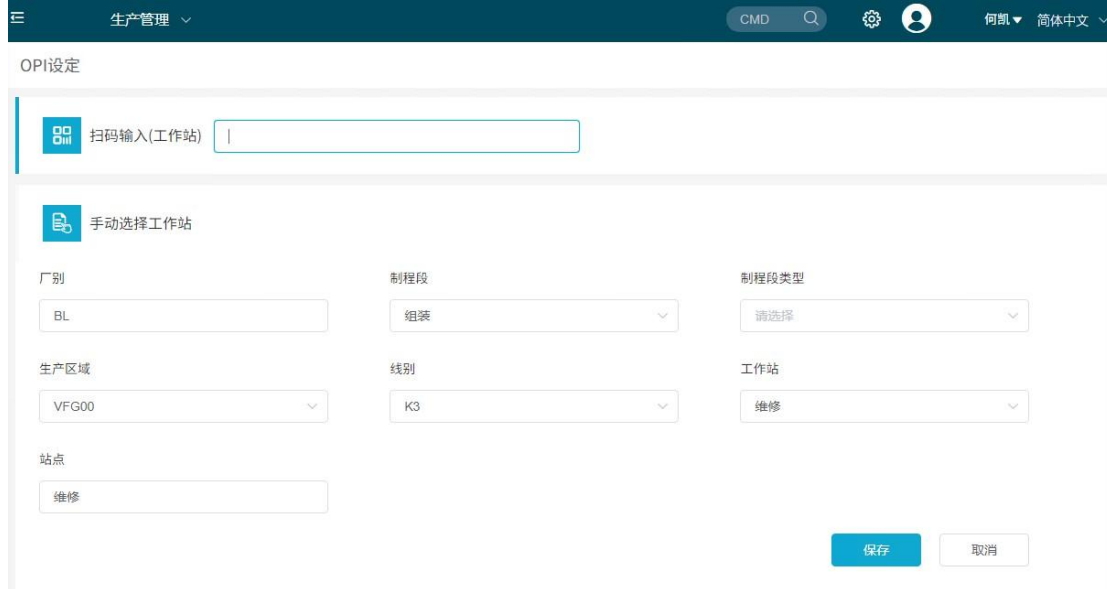 生产管理 CMD 何凯 简体中文
OPI设定
扫码输入(工作站)
手动选择工作站
厂别 制程段 制程段类型
BL 组装 请选择
生产区域 线别 工作站
VFG00 K3 维修
站点
维修
保存 取消